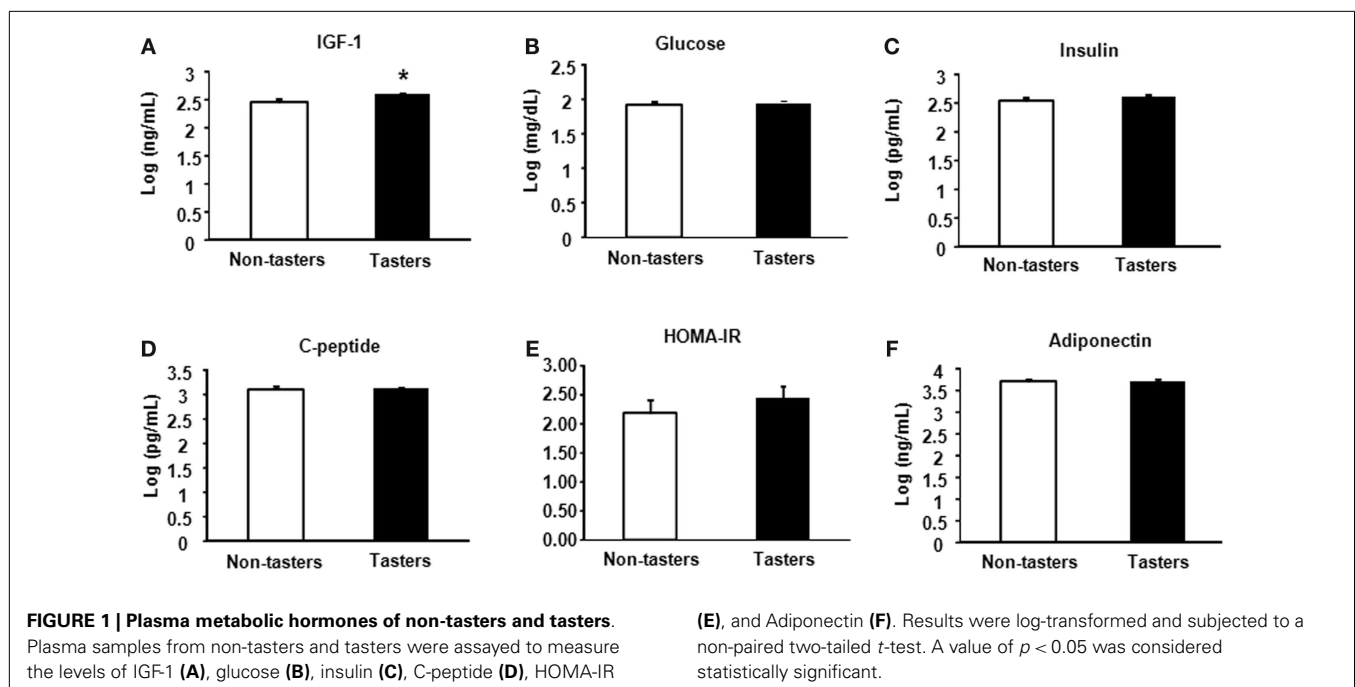 A
IGF-1
3
2.5
2
1.5
1
0.5
0
Log (ng/mL)
*
Non-tasters Tasters
B
Glucose
2.5
2
1.5
1
0.5
0
Log (mg/dL)
Non-tasters Tasters
C
Insulin
3
2.5
2
1.5
1
0.5
0
Log (pg/mL)
Non-tasters Tasters
D
C-peptide
3.5
3
2.5
2
1.5
1
0.5
0
Log (pg/mL)
Non-tasters Tasters
E
HOMA-IR
3.00
2.50
2.00
1.50
1.00
0.50
0.00
Non-tasters Tasters
F
Adiponectin
4
3.5
3
2.5
2
1.5
1
0.5
0
Log (ng/mL)
Non-tasters Tasters
FIGURE 1 | Plasma metabolic hormones of non-tasters and tasters.
Plasma samples from non-tasters and tasters were assayed to measure
the levels of IGF-1 (A), glucose (B), insulin (C), C-peptide (D), HOMA-IR
(E), and Adiponectin (F). Results were log-transformed and subjected to a
non-paired two-tailed t-test. A value of p < 0.05 was considered
statistically significant.